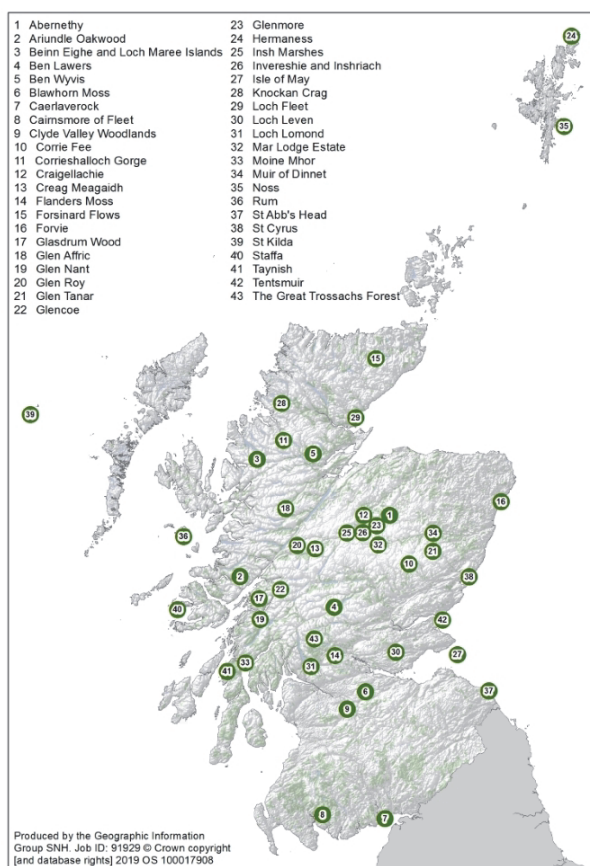 1 Abernethy
2 Ariundle Oakwood
3 Beinn Eighe and Loch Maree Islands
4 Ben Lawers
5 Ben Wyvis
6 Blawhorn Moss
7 Caerlaverock
8 Cairnsmore of Fleet
9 Clyde Valley Woodlands
10 Corrie Fee
11 Corrieshalloch Gorge
12 Craigellachie
13 Creag Meagaidh
14 Flanders Moss
15 Forsinard Flows
16 Forvie
17 Glasdrum Wood
18 Glen Affric
19 Glen Nant
20 Glen Roy
21 Glen Tanar
22 Glencoe
23 Glenmore
24 Hermaness
25 Insh Marshes
26 Invereshie and Inshriach
27 Isle of May
28 Knockan Crag
29 Loch Fleet
30 Loch Leven
31 Loch Lomond
32 Mar Lodge Estate
33 Moine Mhor
34 Muir of Dinnet
35 Noss
36 Rum
37 St Abb's Head
38 St Cyrus
39 St Kilda
40 Staffa
41 Taynish
42 Tentsmuir
43 The Great Trossachs Forest
24
35
15
28
39
29
11
5
3
16
18
12
1
23
36
25
26
34
20
13
32
21
10
2
38
22
17
4
40
19
42
43
30
27
14
33
31
41
6
37
9
8
7
Produced by the Geographic Information
Group SNH. Job ID: 91929 © Crown copyright
[and database rights] 2019 OS 100017908